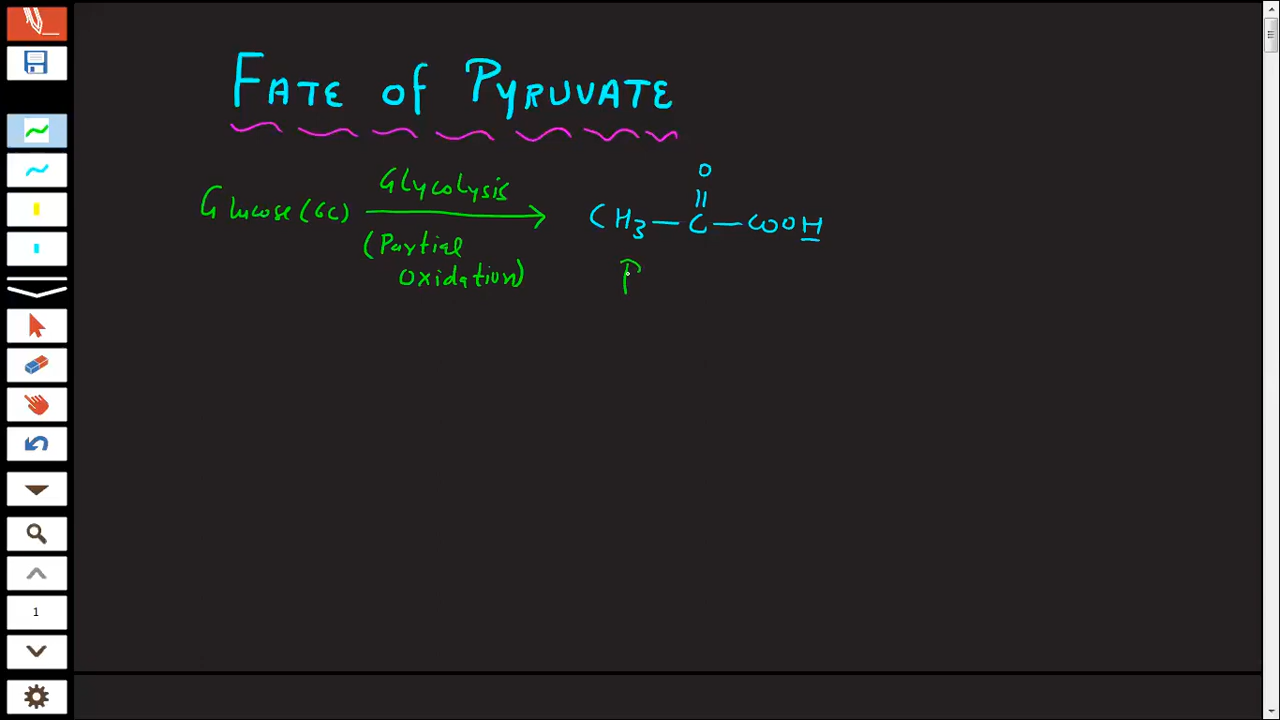 FATE of PYRUVATE
Glucose (6C) Glycolysis (Partial oxidation)
O
||
CH3 — C — COOH
P
1